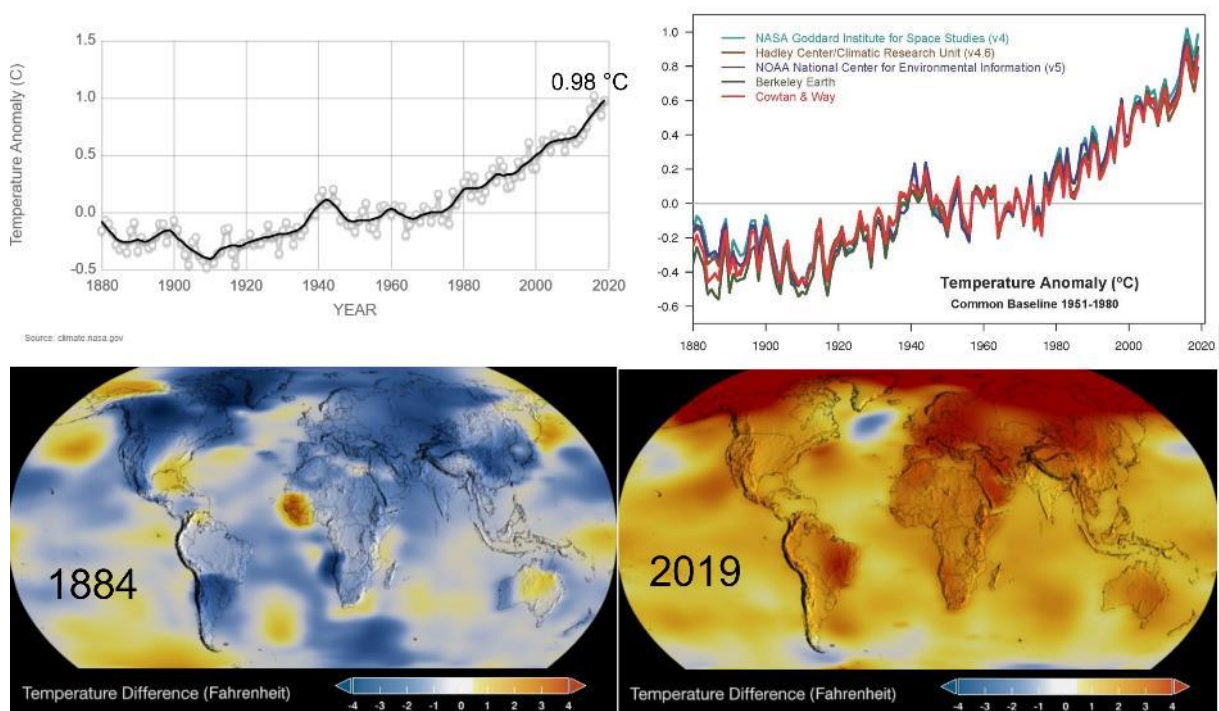 1.5
1.0
0.5
0.0
-0.5
Temperature Anomaly (C)
0.98 °C
1880 1900 1920 1940 1960 1980 2000 2020
YEAR
Source: climate.nasa.gov
NASA Goddard Institute for Space Studies (v4)
Hadley Center/Climatic Research Unit (v4.6)
NOAA National Center for Environmental Information (v5)
Berkeley Earth
Cowtan & Way
1.0
0.8
0.6
0.4
0.2
0.0
-0.2
-0.4
-0.6
Temperature Anomaly (ºC)
Common Baseline 1951-1980
1880 1900 1920 1940 1960 1980 2000 2020
1884
Temperature Difference (Fahrenheit)
-4 -3 -2 -1 0 1 2 3 4
2019
Temperature Difference (Fahrenheit)
-4 -3 -2 -1 0 1 2 3 4